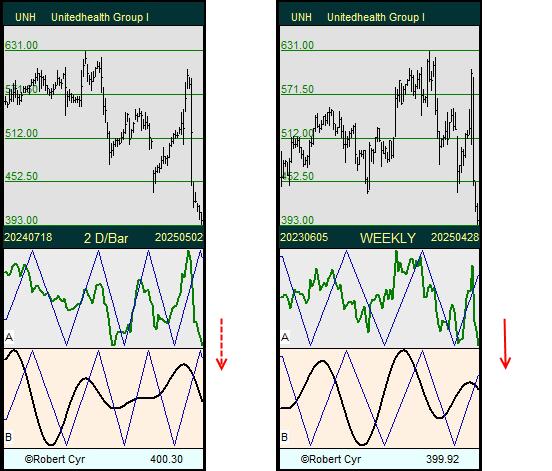 UNH Unitedhealth Group I
631.00
571.50
512.00
452.50
393.00
20240718 2 D/Bar 20250502
A
B
©Robert Cyr 400.30
UNH Unitedhealth Group I
631.00
571.50
512.00
452.50
393.00
20230605 WEEKLY 20250428
A
B
©Robert Cyr 399.92